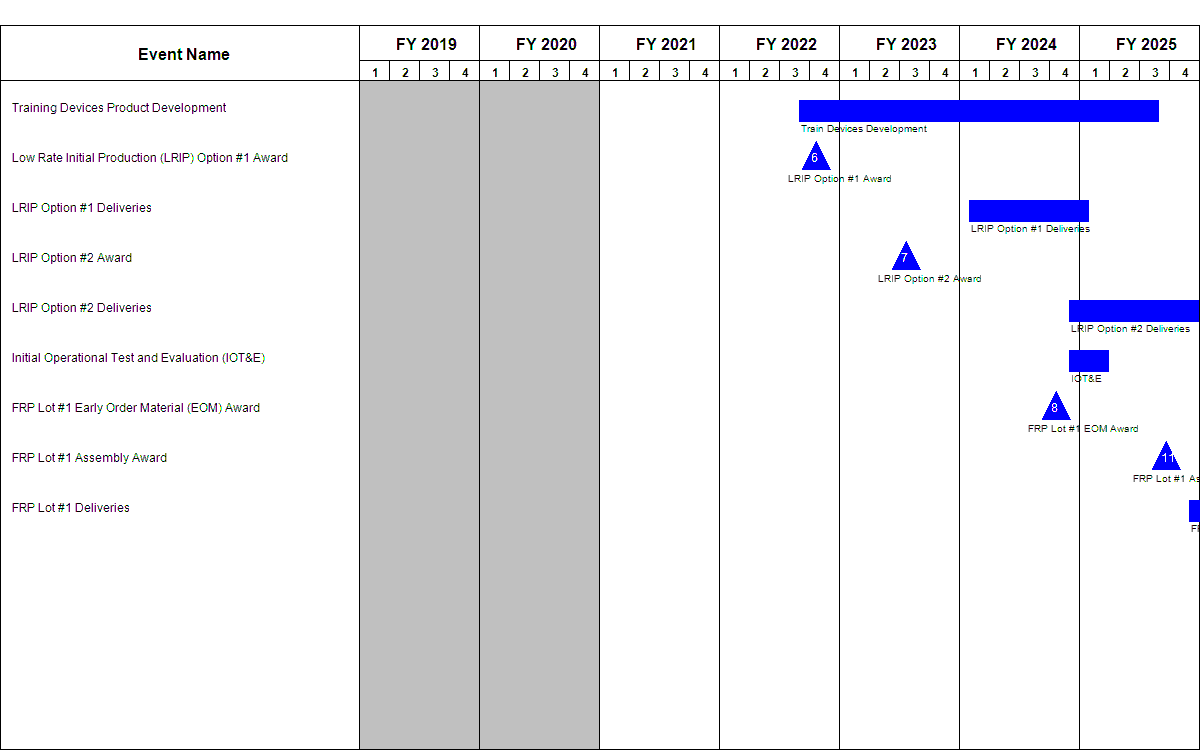 Event Name
FY 2019 FY 2020 FY 2021 FY 2022 FY 2023 FY 2024 FY 2025
1 2 3 4 1 2 3 4 1 2 3 4 1 2 3 4 1 2 3 4 1 2 3 4 1 2 3 4
Training Devices Product Development
Train Devices Development
Low Rate Initial Production (LRIP) Option #1 Award
6
LRIP Option #1 Award
LRIP Option #1 Deliveries
LRIP Option #1 Deliveries
LRIP Option #2 Award
7
LRIP Option #2 Award
LRIP Option #2 Deliveries
LRIP Option #2 Deliveries
Initial Operational Test and Evaluation (IOT&E)
IOT&E
FRP Lot #1 Early Order Material (EOM) Award
8
FRP Lot #1 EOM Award
FRP Lot #1 Assembly Award
11
FRP Lot #1 As
FRP Lot #1 Deliveries